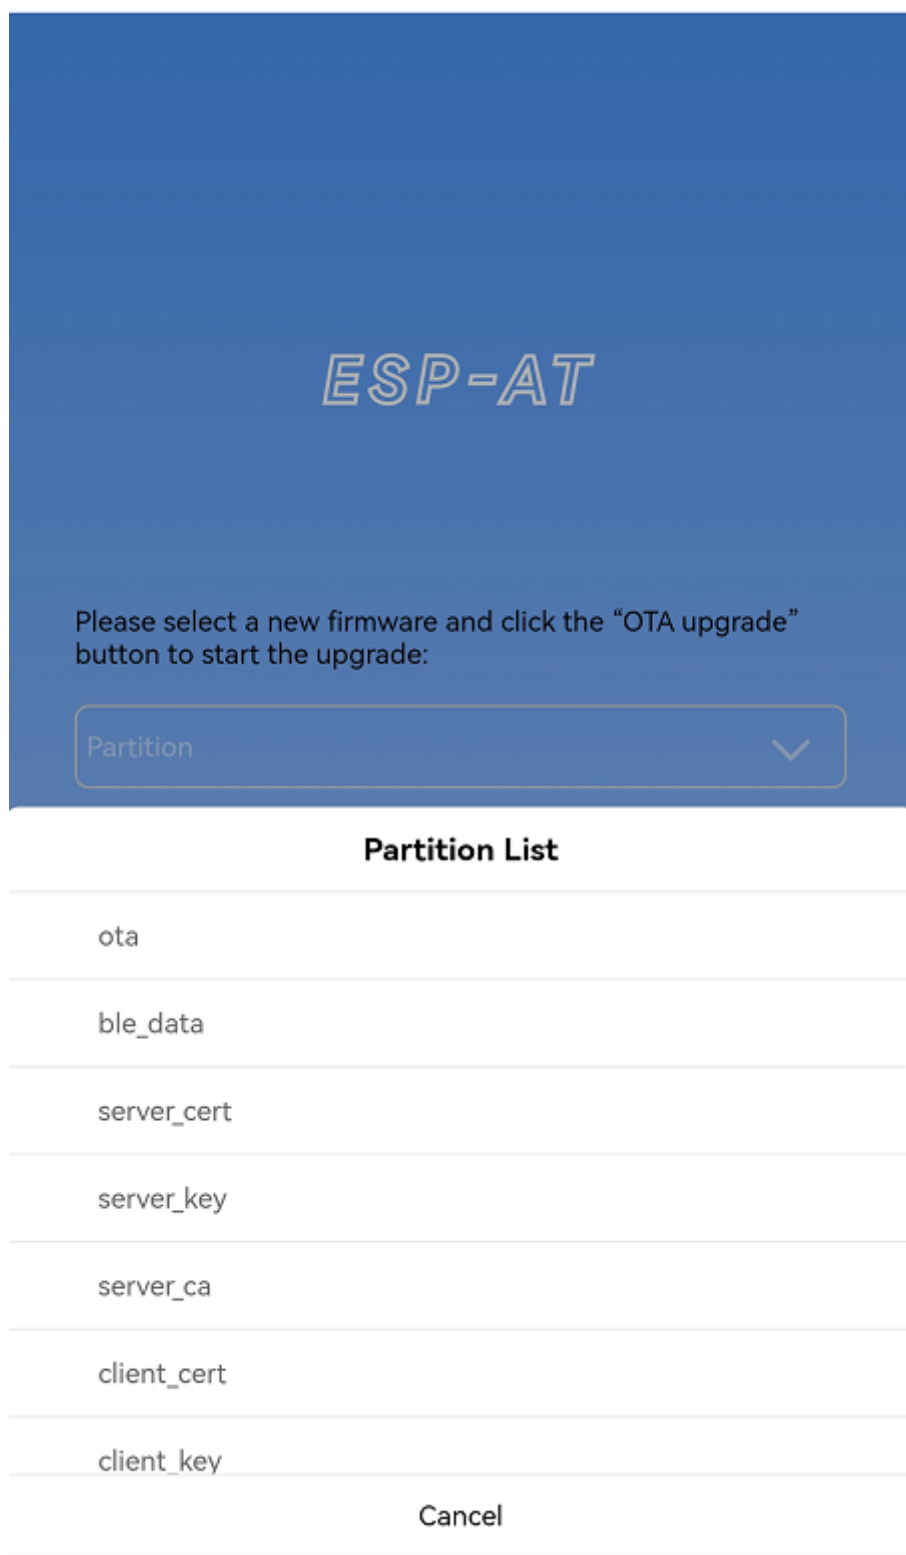 ESP-AT
Please select a new firmware and click the “OTA upgrade”
button to start the upgrade:
Partition
Partition List
ota
ble_data
server_cert
server_key
server_ca
client_cert
client_key
Cancel